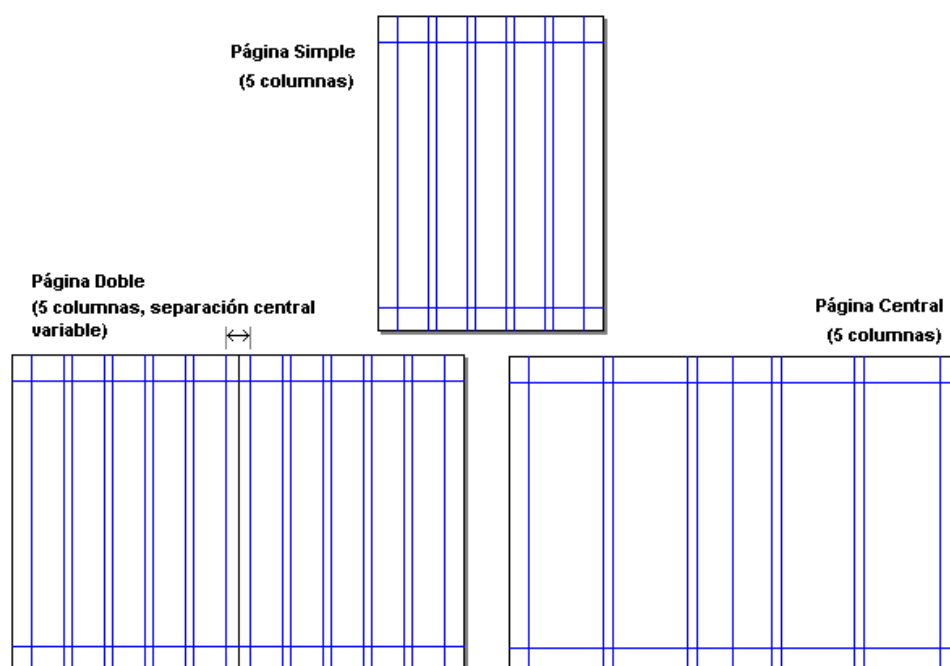 Página Simple
(5 columnas)
Página Doble
(5 columnas, separación central
variable)
Página Central
(5 columnas)